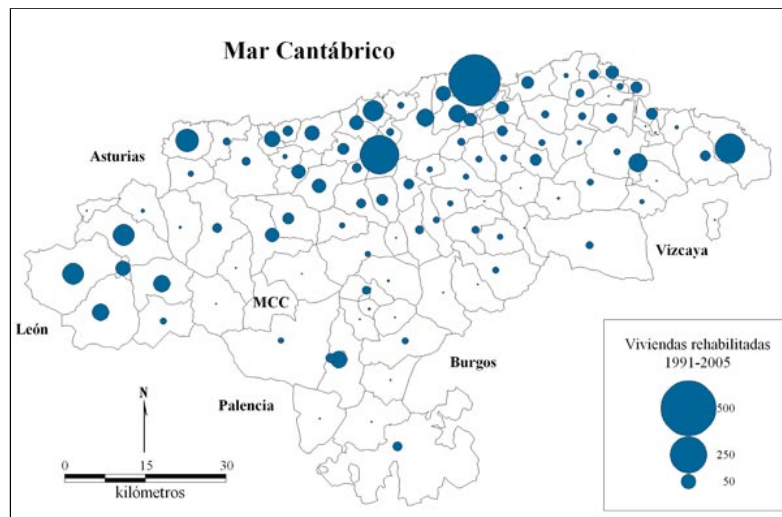 Mar Cantábrico
Asturias
Vizcaya
MCC
León
Burgos
Palencia
N
0 15 30
kilómetros
Viviendas rehabilitadas
1991-2005
500
250
50